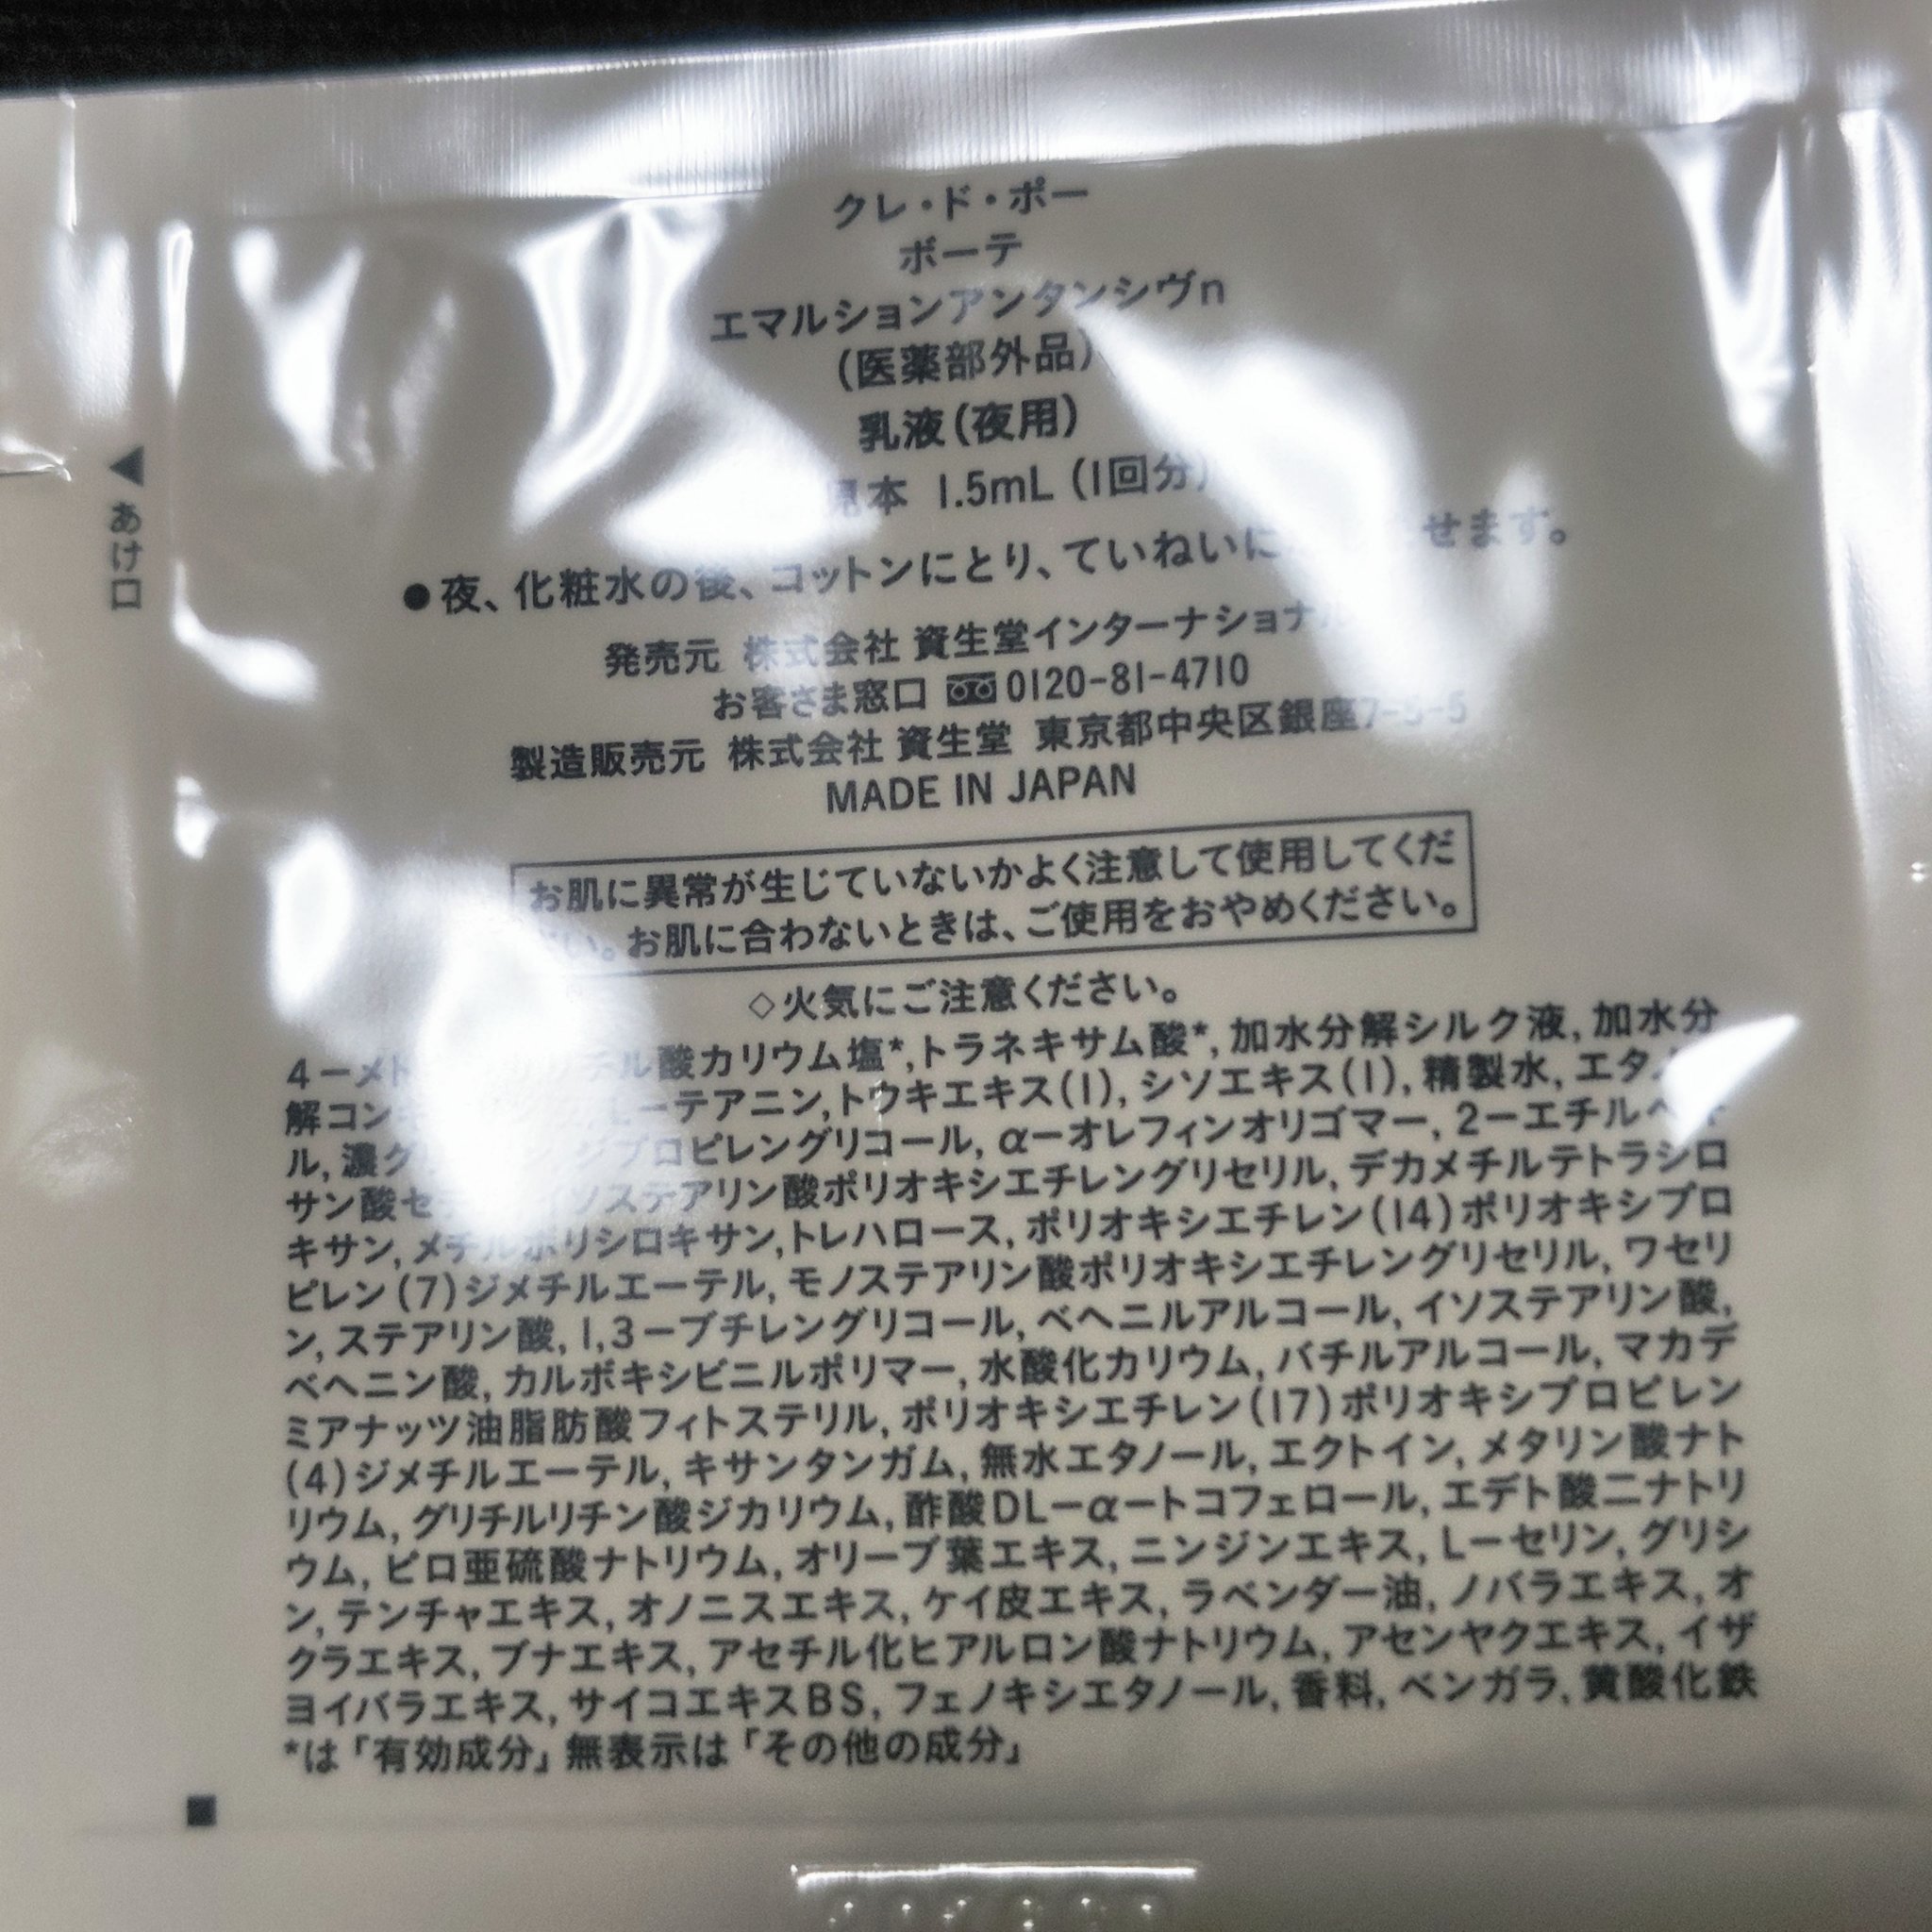 クレ・ド・ポー
ボーテ
エマルションアンタンシヴn
(医薬部外品)
乳液(夜用)
見本 1.5mL (1回分)
●夜、化粧水の後、コットンにとり、ていねいに せます。
発売元 株式会社 資生堂インターナショナル
お客さま窓口 0120-81-4710
製造販売元 株式会社 資生堂 東京都中央区銀座7-5-5
MADE IN JAPAN
お肌に異常が生じていないかよく注意して使用してくだ
さい。お肌に合わないときは、ご使用をおやめください。
◇火気にご注意ください。
酸カリウム塩*,トラネキサム酸*,加水分解シルク液,加水分
解コン L-テアニン,トウキエキス(1),シソエキス(1),精製水,エタノー
ル,濃グ ジプロピレングリコール,α-オレフィンオリゴマー,2-エチルヘキ
サン酸セ イソステアリン酸ポリオキシエチレングリセリル,デカメチルテトラシロ
キサン,メチルポリシロキサン,トレハロース,ポリオキシエチレン(14)ポリオキシプロ
ピレン(7)ジメチルエーテル,モノステアリン酸ポリオキシエチレングリセリル,ワセリ
ン,ステアリン酸,1,3-ブチレングリコール,ベヘニルアルコール,イソステアリン酸,
ベヘニン酸,カルボキシビニルポリマー,水酸化カリウム,バチルアルコール,マカデ
ミアナッツ油脂肪酸フィトステリル,ポリオキシエチレン(17)ポリオキシプロピレン
(4)ジメチルエーテル,キサンタンガム,無水エタノール,エクトイン,メタリン酸ナト
リウム,グリチルリチン酸ジカリウム,酢酸DL-α-トコフェロール,エデト酸二ナトリ
ウム,ピロ亜硫酸ナトリウム,オリーブ葉エキス,ニンジンエキス,L-セリン,グリシ
ン,テンチャエキス,オノニスエキス,ケイ皮エキス,ラベンダー油,ノバラエキス,オ
クラエキス,ブナエキス,アセチル化ヒアルロン酸ナトリウム,アセンヤクエキス,イザ
ヨイバラエキス,サイコエキスBS,フェノキシエタノール,香料,ベンガラ,黄酸化鉄
*は「有効成分」無表示は「その他の成分」
◀あけ口